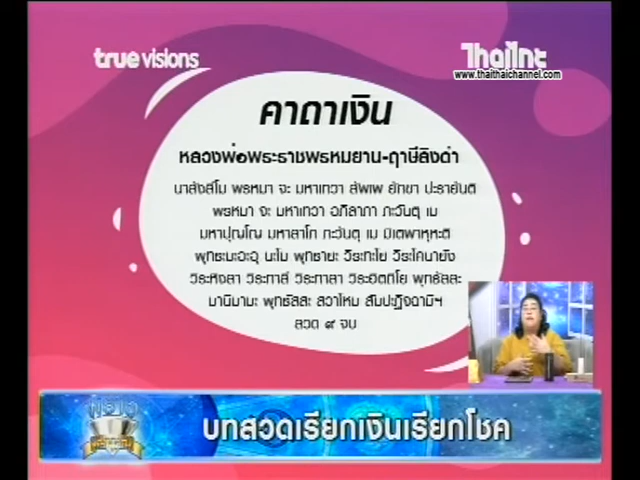 true visions
ไทยไทย
www.thaithaichannel.com
คาถาเงิน
หลวงพ่อพระราชพรหมยาน-ฤาษีลิงดำ
นาสังสิโม พรหมา จะ มหาเทวา สัพเพ ยักขา ปะรายันติ
พรหมา จะ มหาเทวา อภิลาภา ภะวันตุ เม
มหาปุญโญ มหาลาโภ ภะวันตุ เม มิเตพาหุหะติ
พุทธะมะอะอุ นะโม พุทธายะ วิระทะโย วิระโคนายัง
วิระหิงสา วิระทาสี วิระทาสา วิระอิตถิโย พุทธัสสะ
มานีมามะ พุทธัสสะ สวาโหม สัมปะฏิจฉามิฯ
สวด ๙ จบ
บทสวดเรียกเงินเรียกโชค